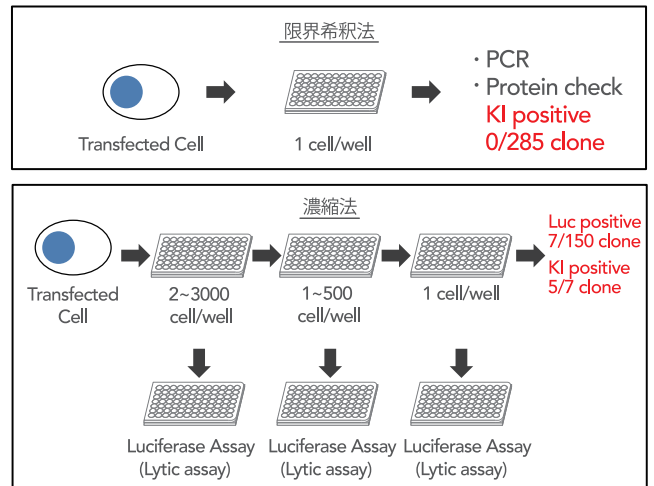 限界希釈法
・PCR
・Protein check
KI positive
0/285 clone
Transfected Cell
1 cell/well
濃縮法
Luc positive
7/150 clone
KI positive
5/7 clone
Transfected
Cell
2~3000
cell/well
1~500
cell/well
1 cell/well
Luciferase Assay
(Lytic assay)
Luciferase Assay
(Lytic assay)
Luciferase Assay
(Lytic assay)